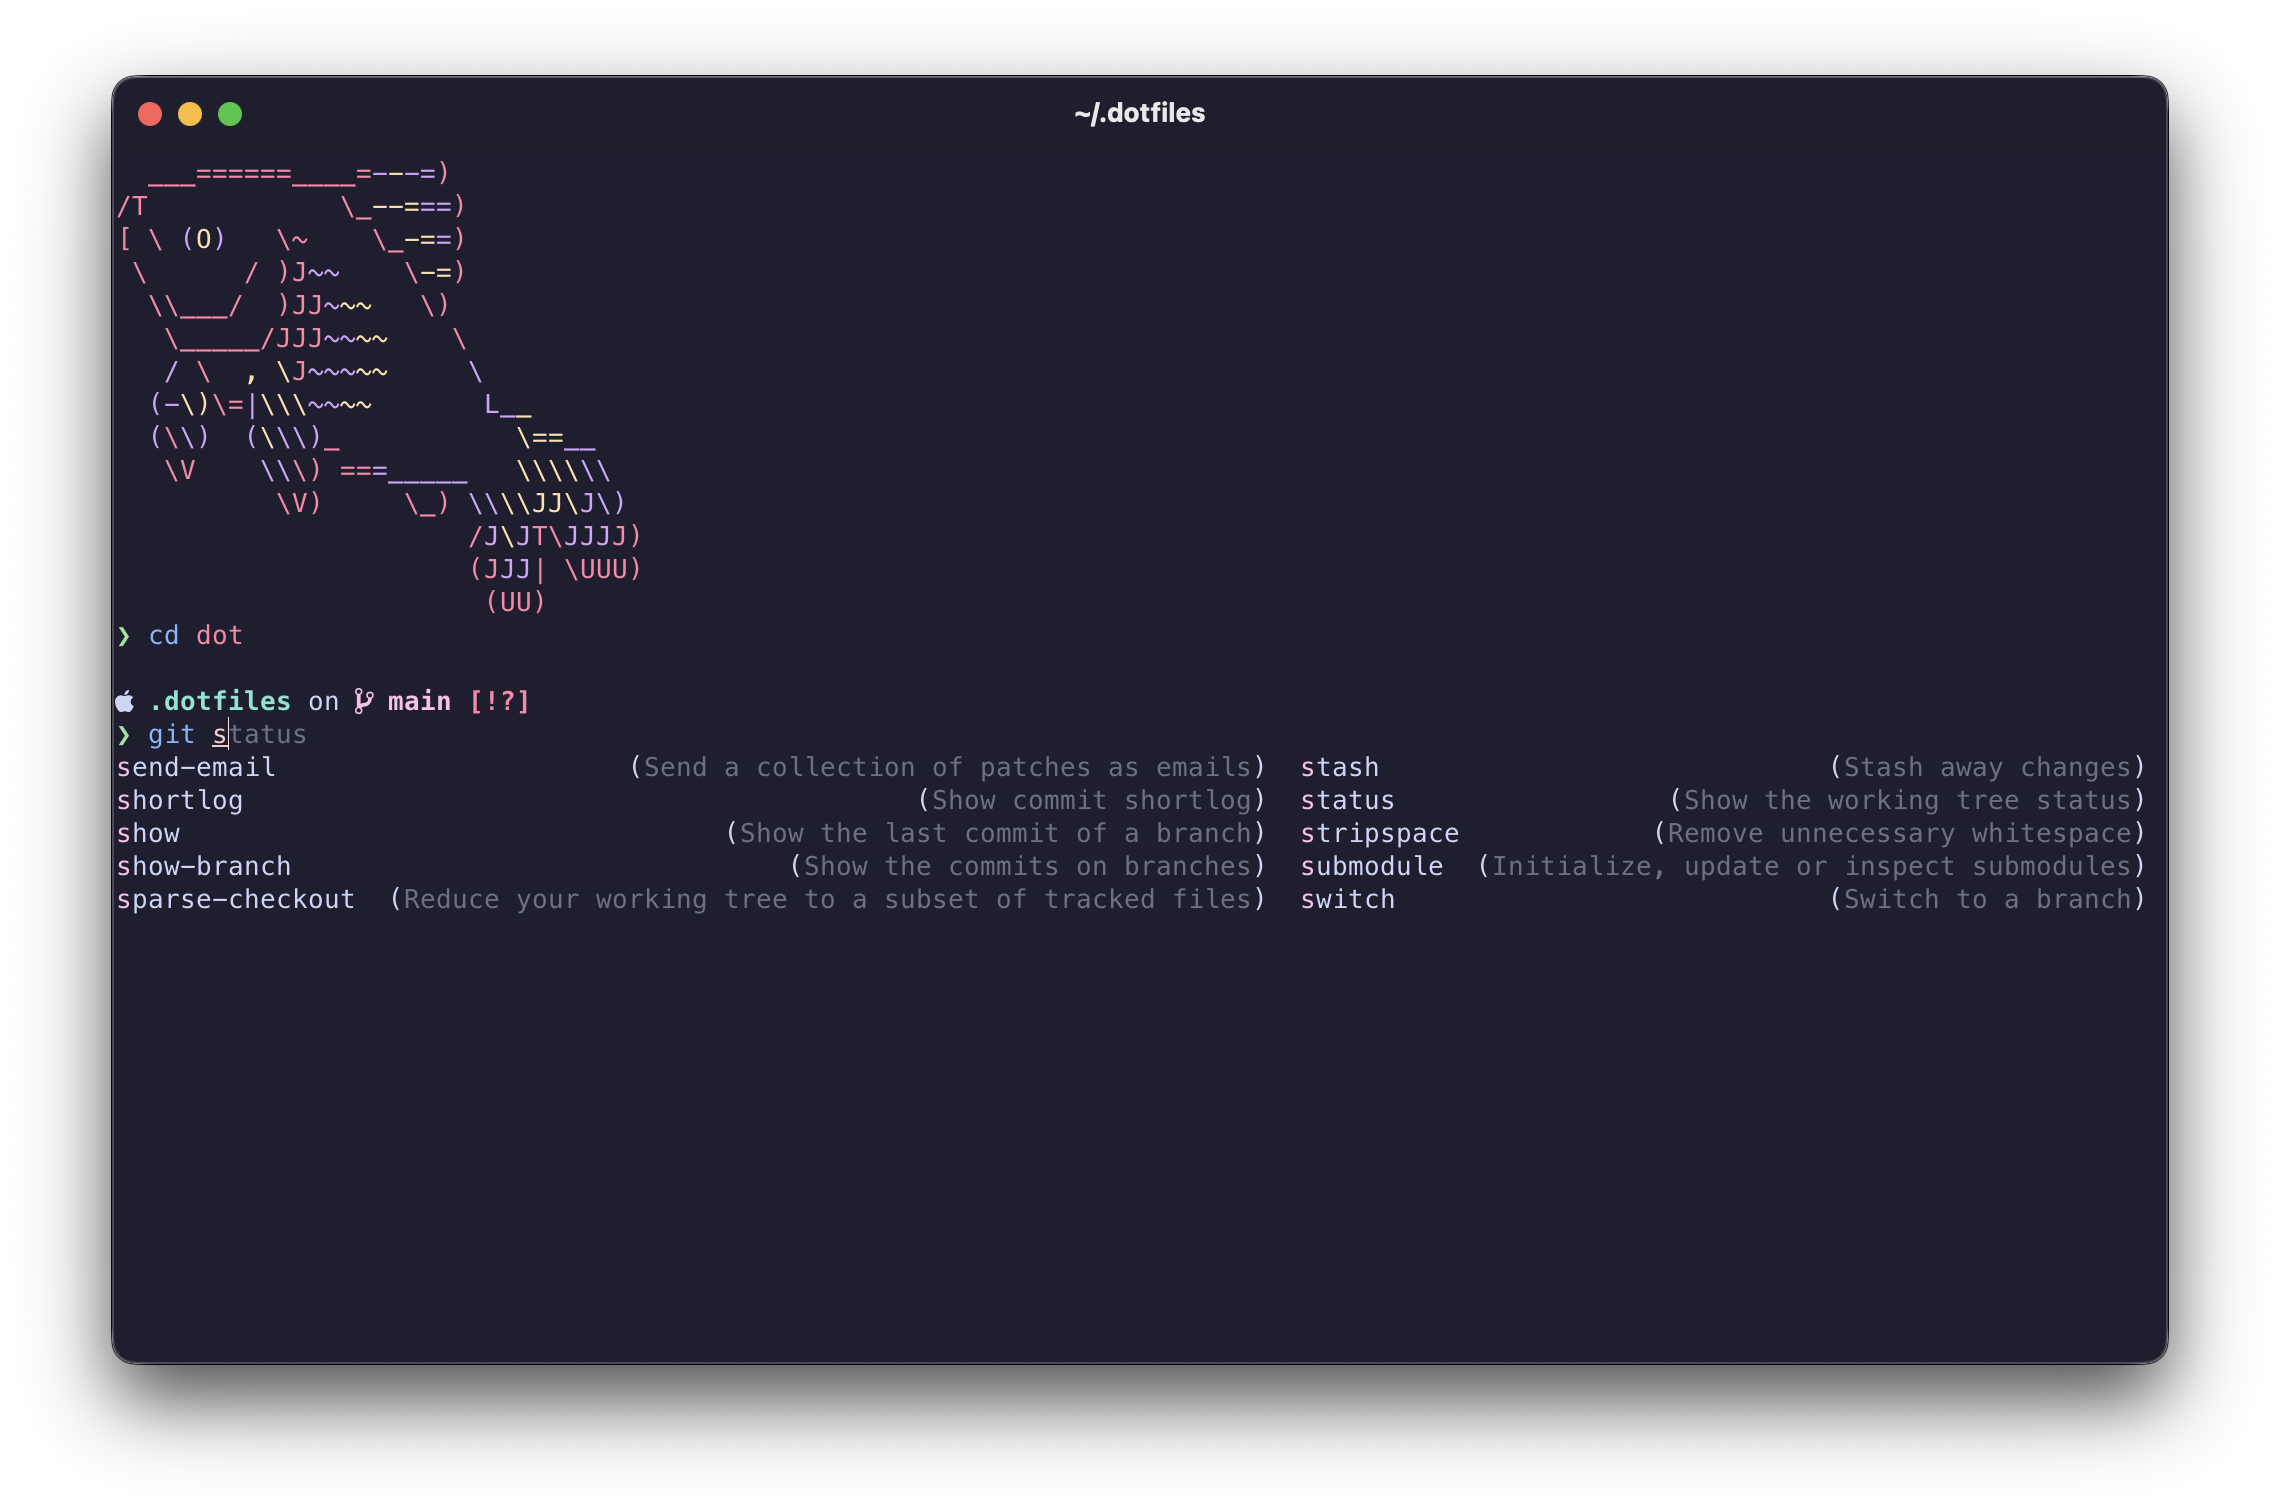 ~/.dotfiles
  ___======____=---=)
/T            \_--===)
[ \ (O)   \~    \_-==)
 \      / )J~~    \-=)
  \\___/  )JJ~~~   \)
   \_____/JJJ~~~~    \
   / \  , \J~~~~~     \
  (-\)\=|\\\~~~~       L__
  (\\)  (\\\)_           \==__
   \V    \\\) ===_____   \\\\\\
          \V)     \_) \\\\JJ\J\)
                      /J\JT\JJJJ)
                      (JJJ| \UUU)
                       (UU)
❯ cd dot
.dotfiles on main [!?]
❯ git status
send-email (Send a collection of patches as emails) stash (Stash away changes)
shortlog (Show commit shortlog) status (Show the working tree status)
show (Show the last commit of a branch) stripspace (Remove unnecessary whitespace)
show-branch (Show the commits on branches) submodule (Initialize, update or inspect submodules)
sparse-checkout (Reduce your working tree to a subset of tracked files) switch (Switch to a branch)